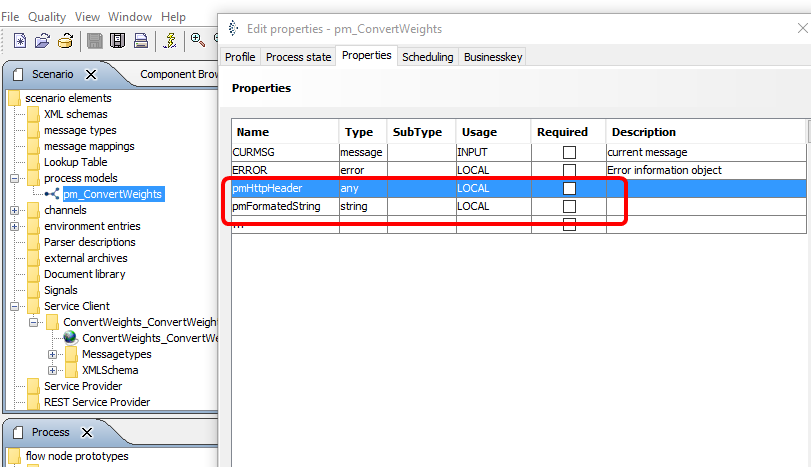 File Quality View Window Help
Edit properties - pm_ConvertWeights
Profile Process state Properties Scheduling Businesskey
Scenario Component Brow
Properties
scenario elements
XML schemas
message types
message mappings
Lookup Table
process models
pm_ConvertWeights
channels
environment entries
Parser descriptions
external archives
Document library
Signals
Service Client
ConvertWeights_ConvertWeigh
ConvertWeights_ConvertWe
Messagetypes
XMLSchema
Service Provider
REST Service Provider
Name Type SubType Usage Required Description
CURMSG message INPUT current message
ERROR error LOCAL Error information object
pmHttpHeader any LOCAL
pmFormatedString string LOCAL
Process
flow node prototypes